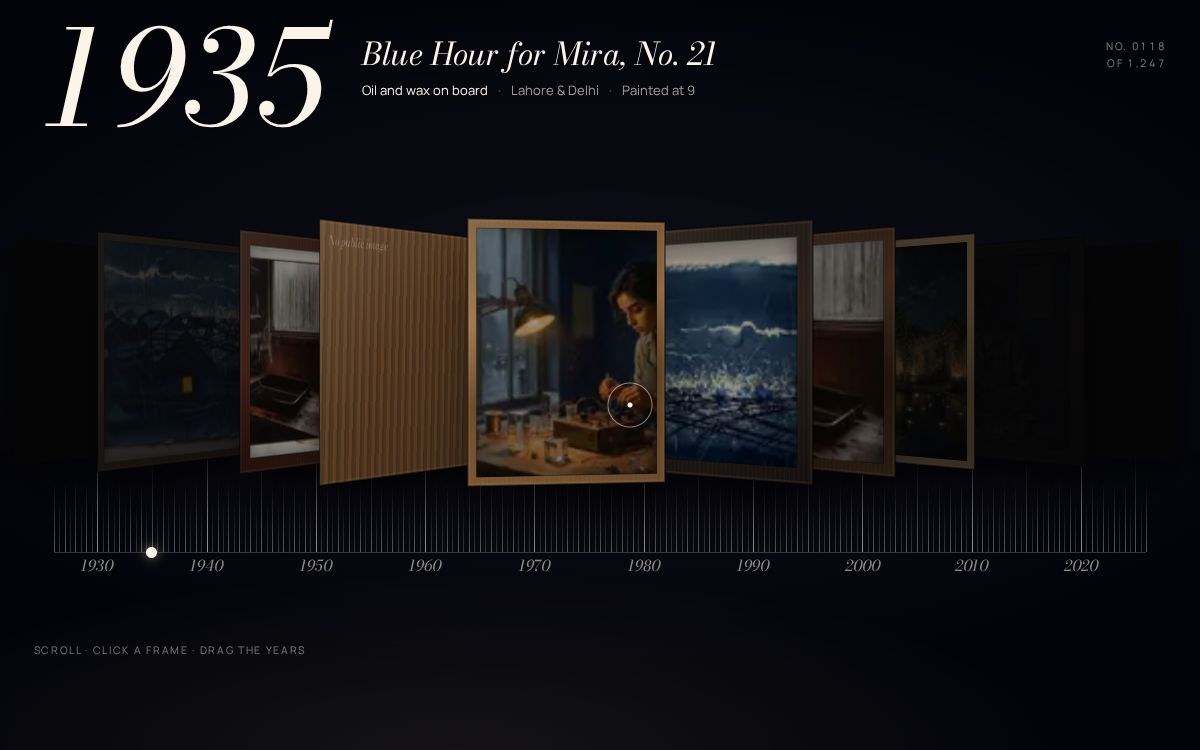 1935
Blue Hour for Mira, No. 21
Oil and wax on board · Lahore & Delhi · Painted at 9
NO. 0118
OF 1,247
No public image
1930 1940 1950 1960 1970 1980 1990 2000 2010 2020
SCROLL · CLICK A FRAME · DRAG THE YEARS